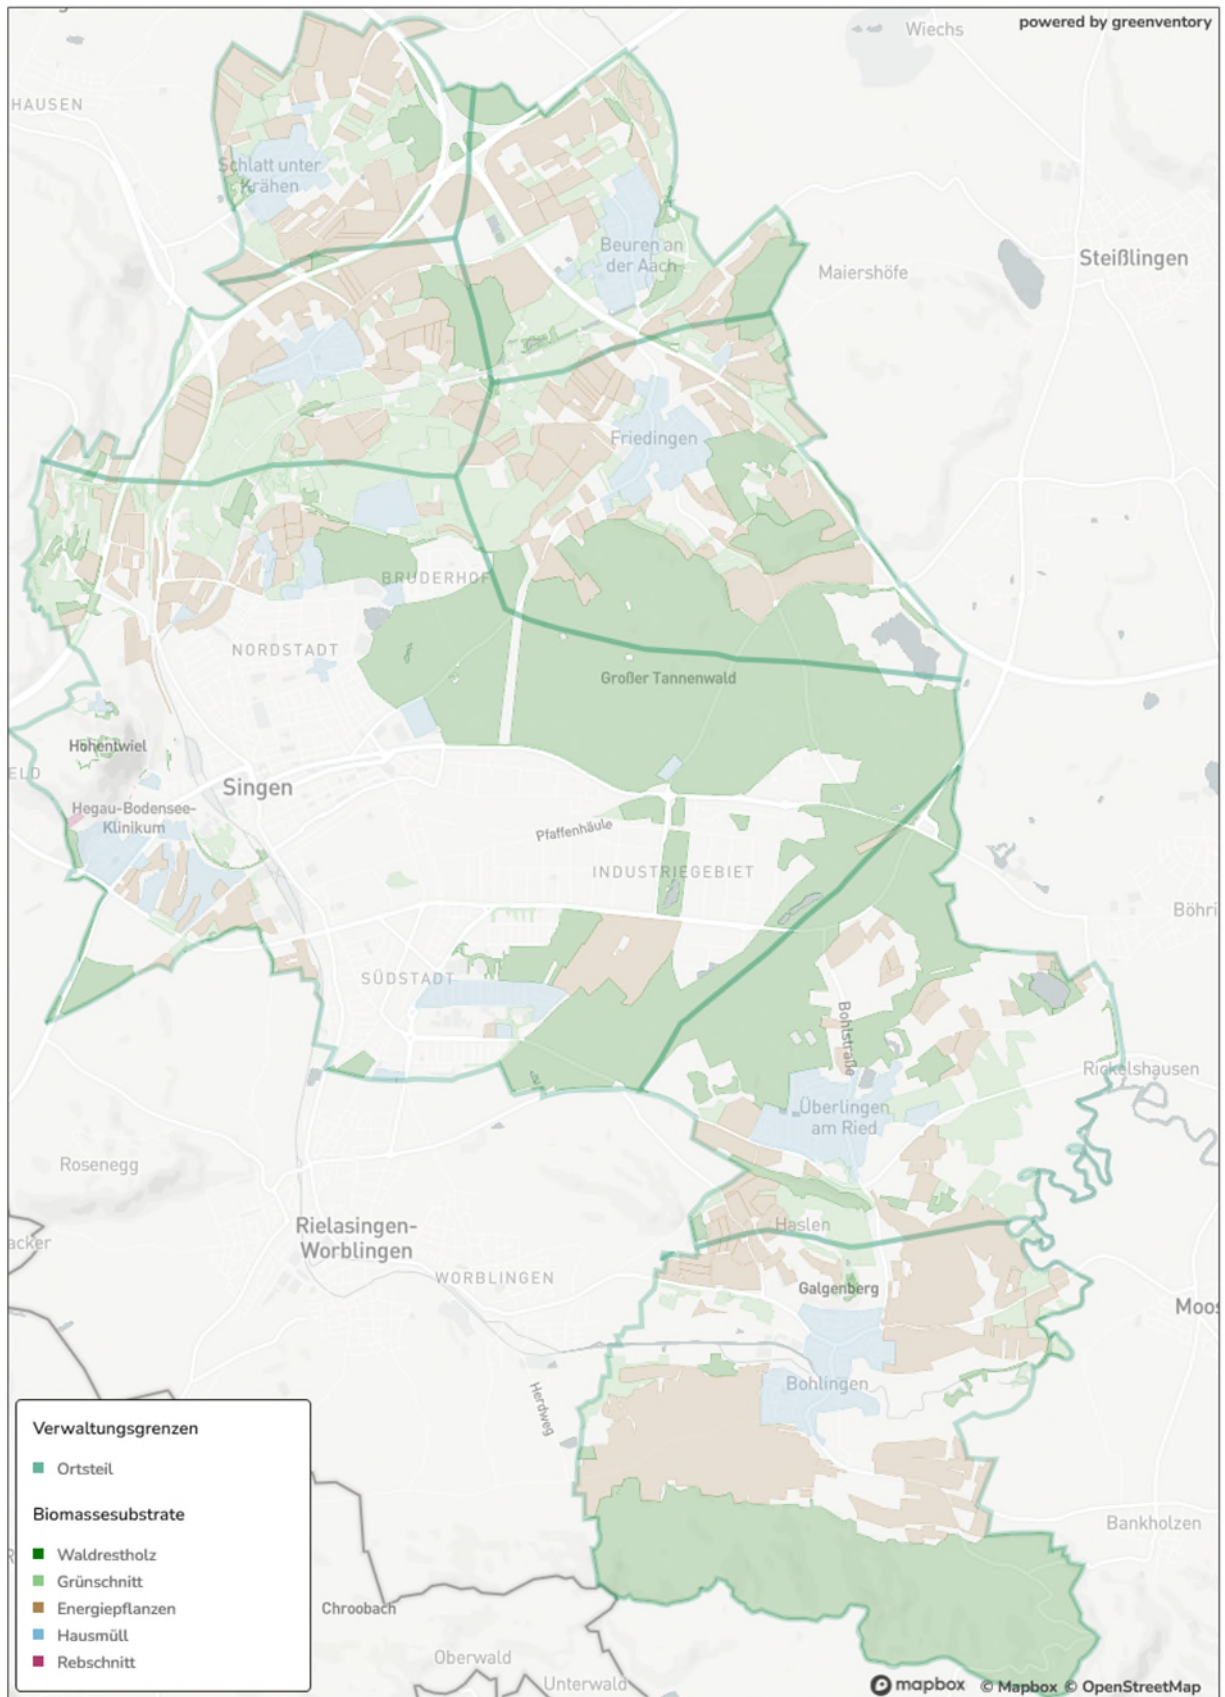 powered by greenventory
Wiechs
HAUSEN
Schlatt unter
Krähen
Beuren an
der Aach
Steißlingen
Maiershöfe
Friedingen
BRUDERHOF
NORDSTADT
Großer Tannenwald
Hohentwiel
ELD
Singen
Hegau-Bodensee-
Klinikum
Pfaffenhäule
INDUSTRIEGEBIET
Böhri
SÜDSTADT
Bohlstraße
Rickelshausen
Überlingen
am Ried
Rosenegg
Rielasingen-
Worblingen
Haslen
acker
WORBLINGEN
Galgenberg
Moos
Bohlingen
Herdweg
Verwaltungsgrenzen
Ortsteil
Biomassesubstrate
Waldrestholz
Grünschnitt
Energiepflanzen
Hausmüll
Rebschnitt
Bankholzen
Chroobach
Oberwald
Unterwald
mapbox © Mapbox © OpenStreetMap